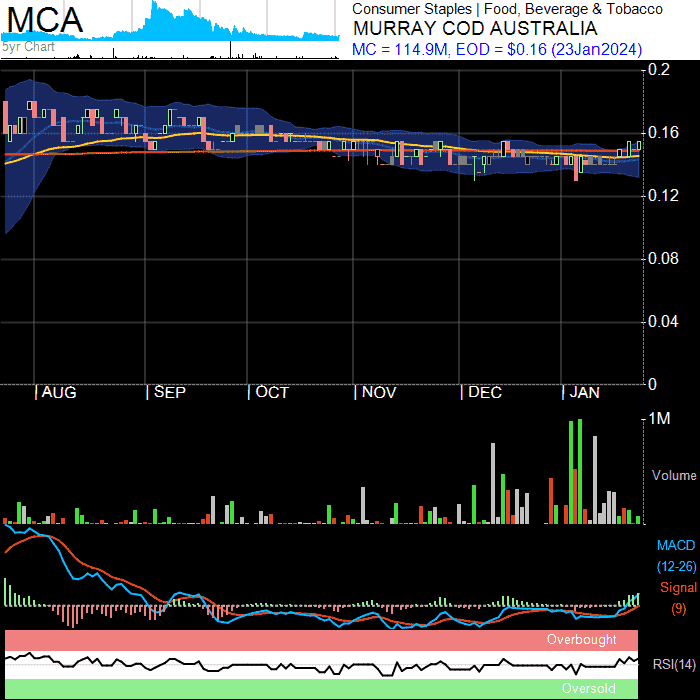 MCA
5yr Chart
Consumer Staples | Food, Beverage & Tobacco
MURRAY COD AUSTRALIA
MC = 114.9M, EOD = $0.16 (23Jan2024)
0.2
0.16
0.12
0.08
0.04
0
| AUG | SEP | OCT | NOV | DEC | JAN
1M
Volume
MACD
(12-26)
Signal
(9)
Overbought
RSI(14)
Oversold